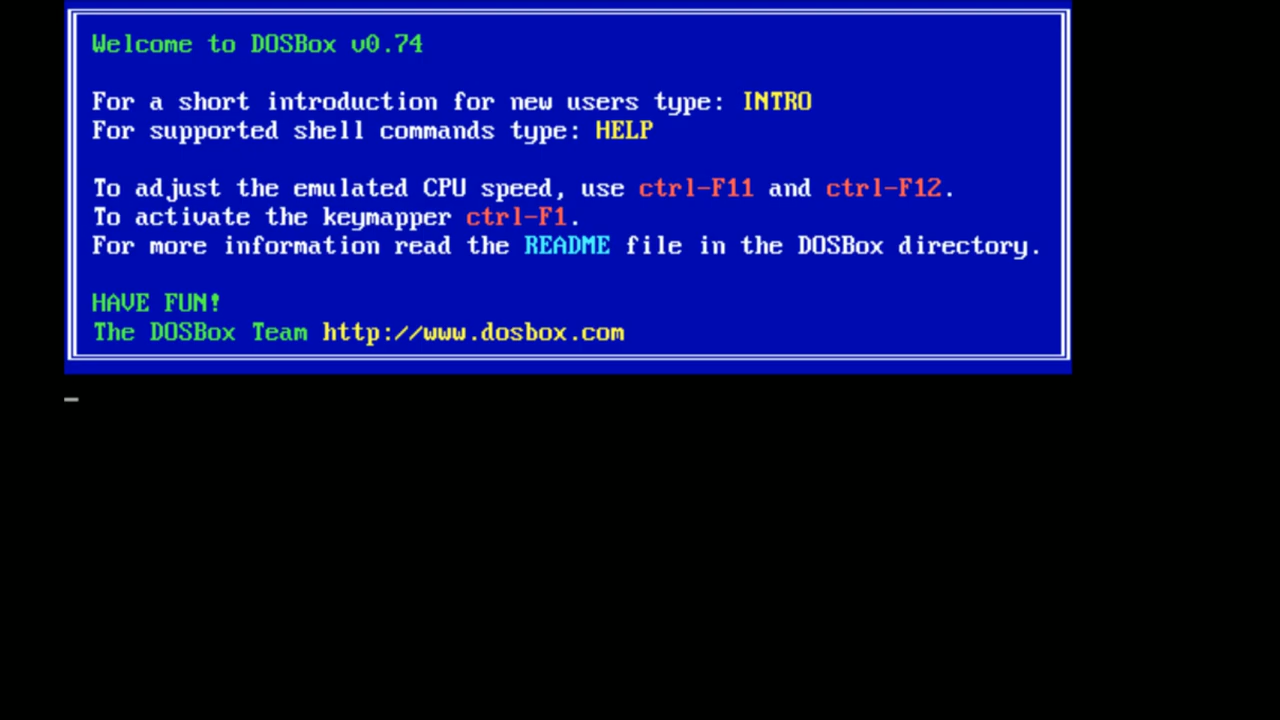 Welcome to DOSBox v0.74
For a short introduction for new users type: INTRO
For supported shell commands type: HELP
To adjust the emulated CPU speed, use ctrl-F11 and ctrl-F12.
To activate the keymapper ctrl-F1.
For more information read the README file in the DOSBox directory.
HAVE FUN!
The DOSBox Team http://www.dosbox.com